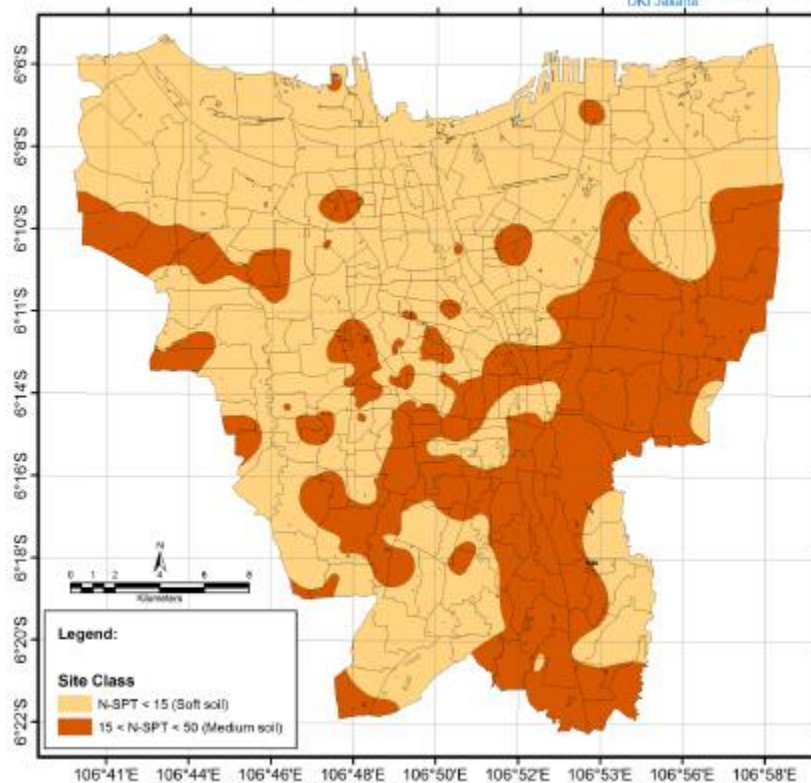 DKI Jakarta
6°6'S
6°8'S
6°10'S
6°11'S
6°14'S
6°16'S
6°18'S
6°20'S
6°22'S
N
0 1 2 4 6 8
Kilometers
Legend:
Site Class
N-SPT < 15 (Soft soil)
15 < N-SPT < 50 (Medium soil)
106°41'E 106°44'E 106°46'E 106°48'E 106°50'E 106°52'E 106°53'E 106°56'E 106°58'E